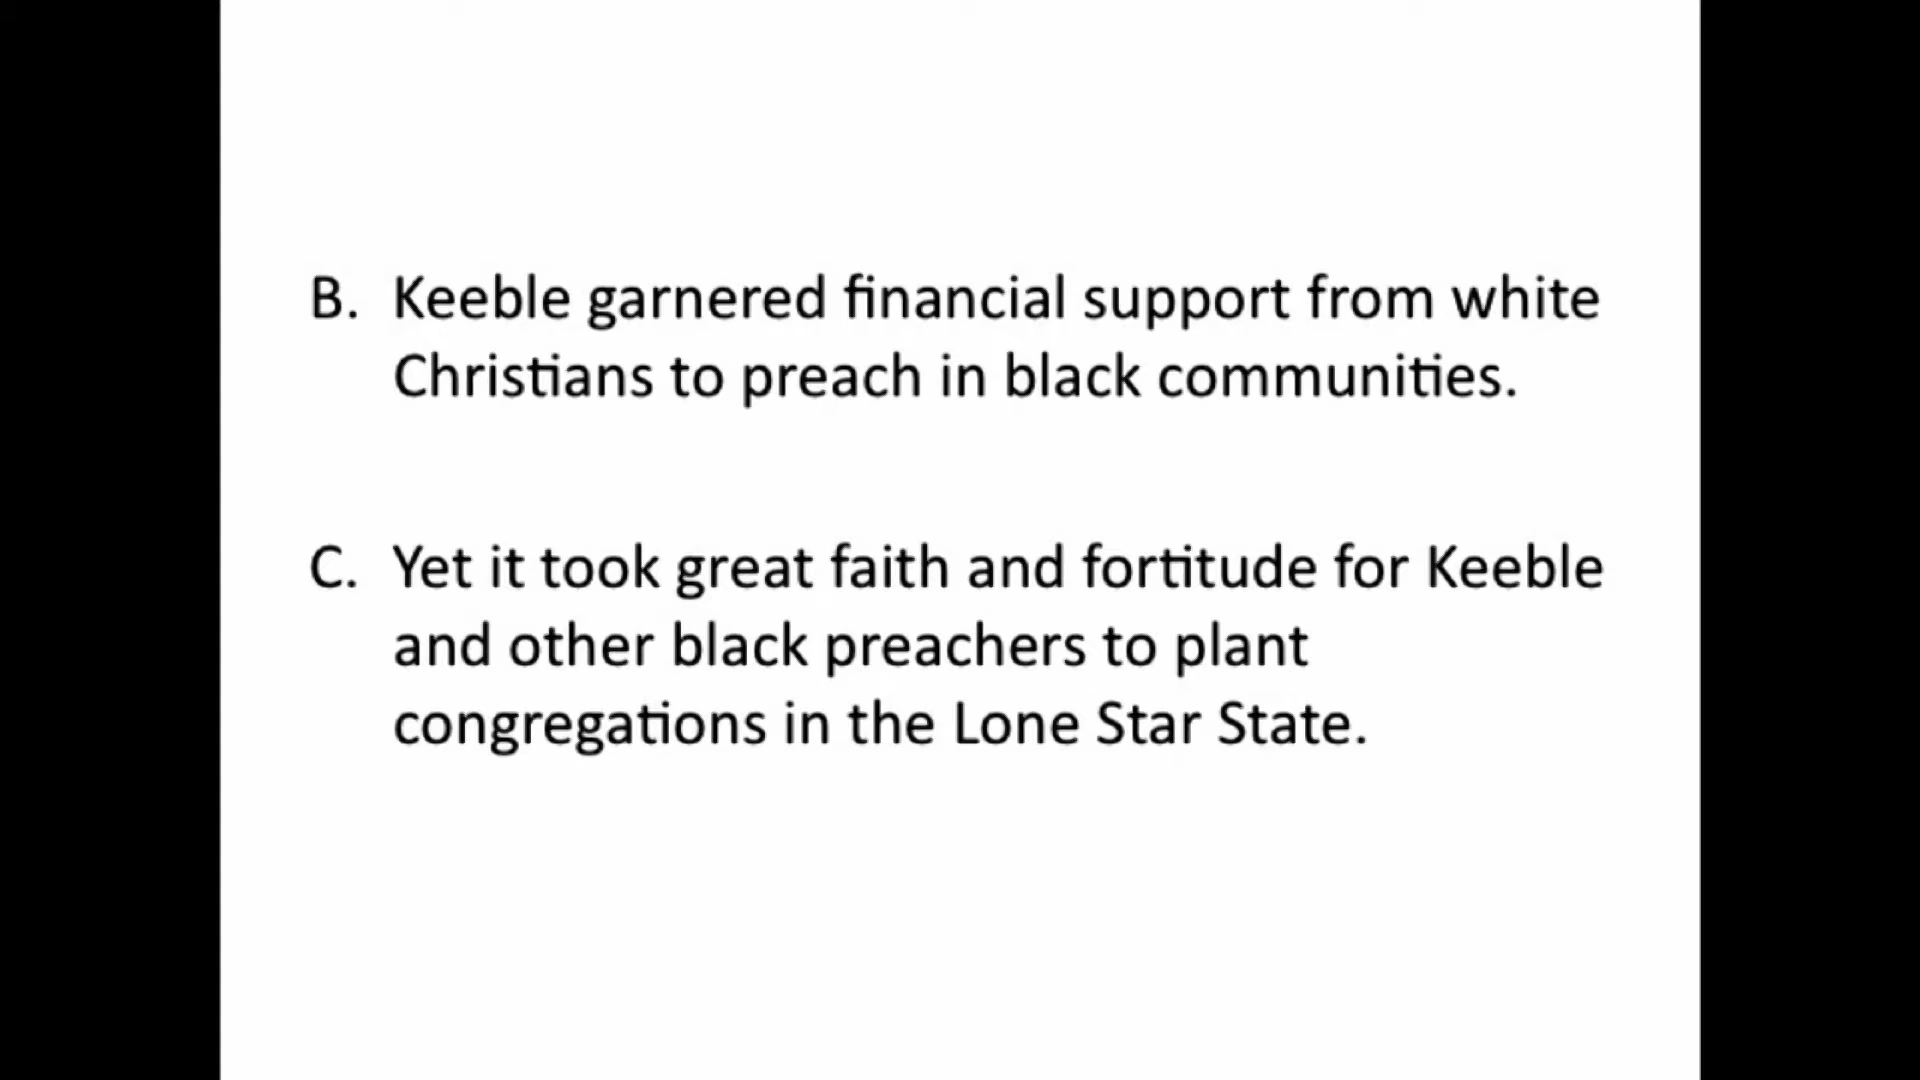 B. Keeble garnered financial support from white
Christians to preach in black communities.
C. Yet it took great faith and fortitude for Keeble
and other black preachers to plant
congregations in the Lone Star State.